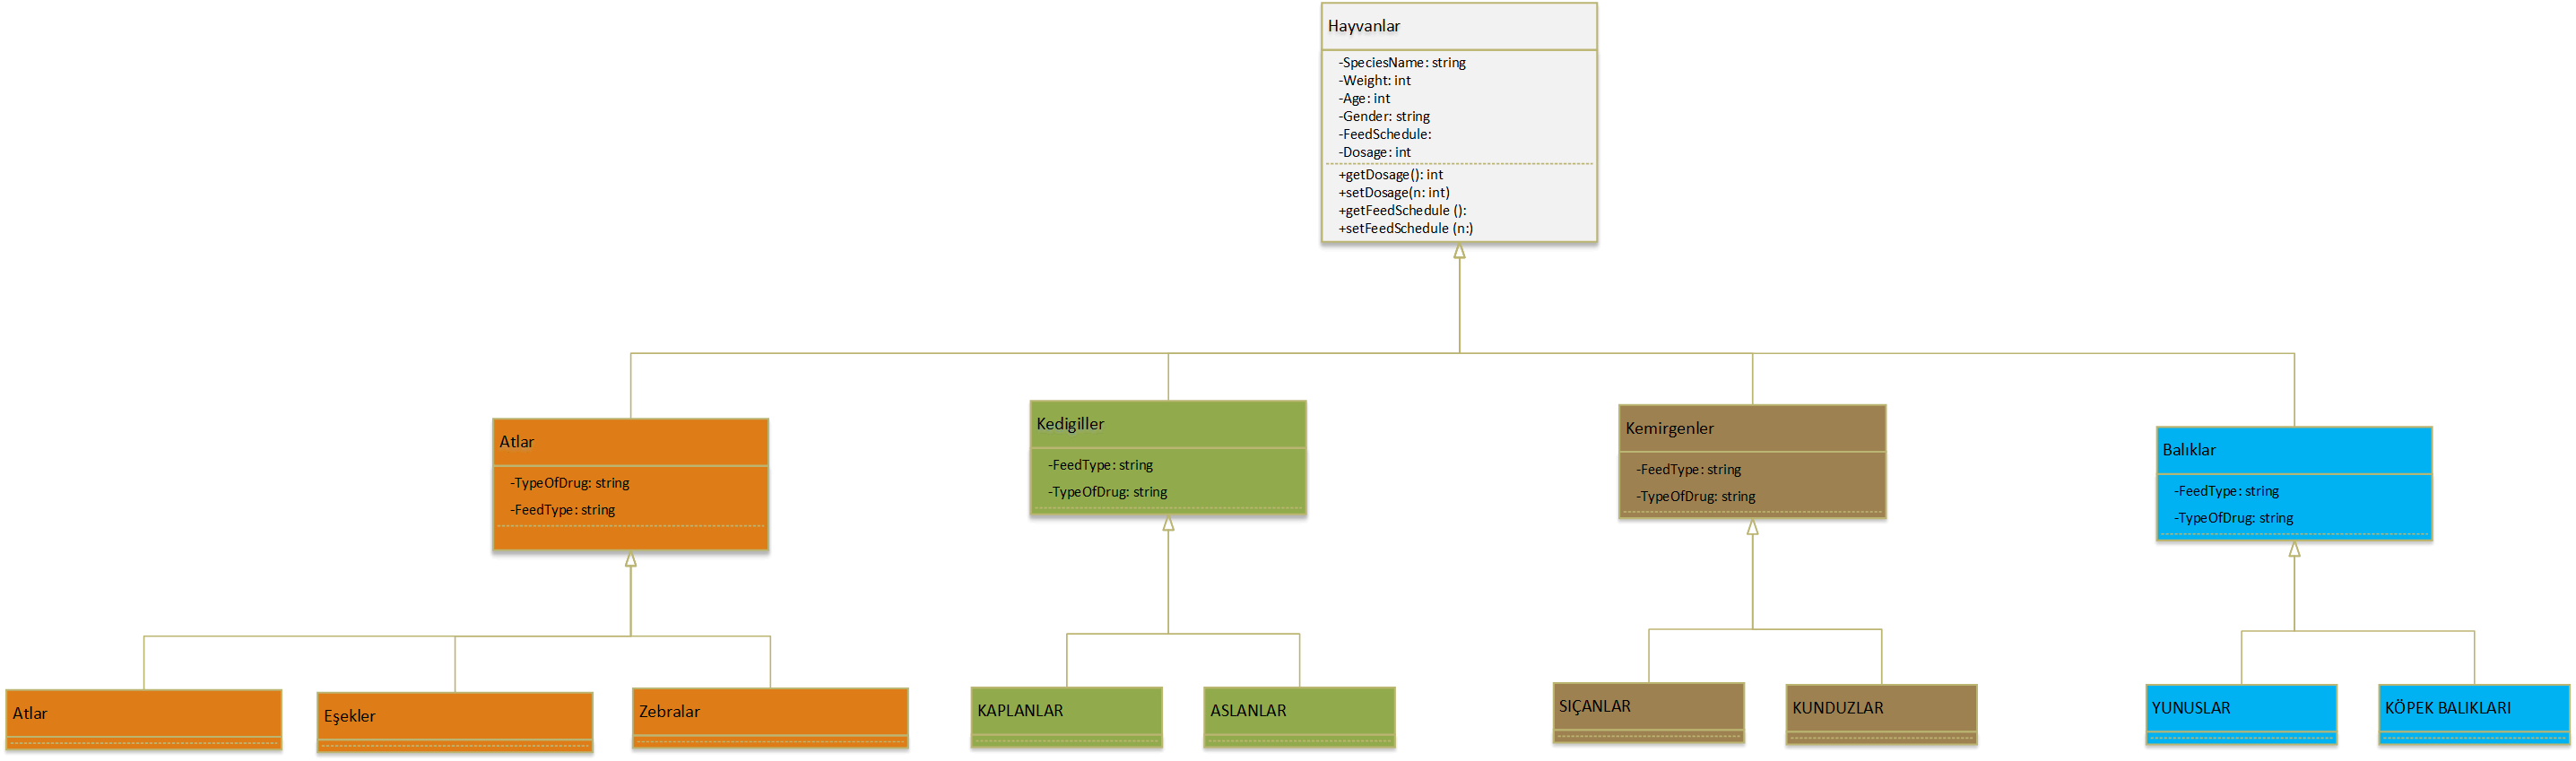 Hayvanlar
-SpeciesName: string
-Weight: int
-Age: int
-Gender: string
-FeedSchedule:
-Dosage: int
+getDosage(): int
+setDosage(n: int)
+getFeedSchedule ():
+setFeedSchedule (n:)
Atlar
-TypeOfDrug: string
-FeedType: string
Kedigiller
-FeedType: string
-TypeOfDrug: string
Kemirgenler
-FeedType: string
-TypeOfDrug: string
Balıklar
-FeedType: string
-TypeOfDrug: string
Atlar
Eşekler
Zebralar
KAPLANLAR
ASLANLAR
SIÇANLAR
KUNDUZLAR
YUNUSLAR
KÖPEK BALIKLARI